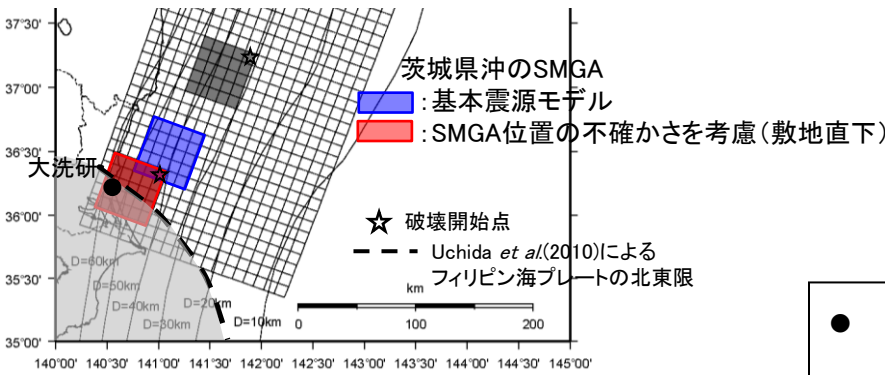 37°30'
37°00'
36°30'
36°00'
35°30'
35°00'
140°00' 140°30' 141°00' 141°30' 142°00' 142°30' 143°00' 143°30' 144°00' 144°30' 145°00'
茨城県沖のSMGA
：基本震源モデル
：SMGA位置の不確かさを考慮（敷地直下）
大洗研
破壊開始点
Uchida et al.(2010)による
フィリピン海プレートの北東限
km
0 100 200
D=60km
D=50km
D=40km
D=30km
D=20km
D=10km